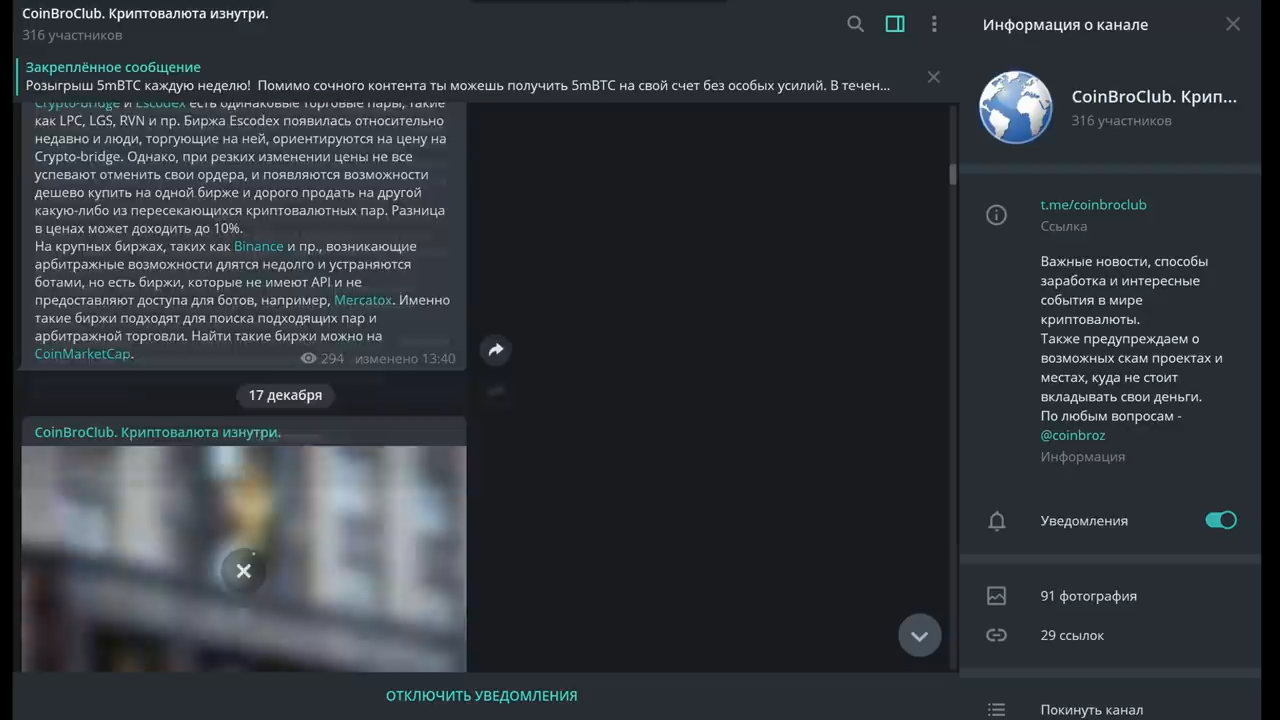 CoinBroClub. Криптовалюта изнутри.
316 участников
Закреплённое сообщение
Розыгрыш 5mBTC каждую неделю! Помимо сочного контента ты можешь получить 5mBTC на свой счет без особых усилий. В течен...
Crypto-bridge и Escodex есть одинаковые торговые пары, такие
как LPC, LGS, RVN и пр. Биржа Escodex появилась относительно
недавно и люди, торгующие на ней, ориентируются на цену на
Crypto-bridge. Однако, при резких изменении цены не все
успевают отменить свои ордера, и появляются возможности
дешево купить на одной бирже и дорого продать на другой
какую-либо из пересекающихся криптовалютных пар. Разница
в ценах может доходить до 10%.
На крупных биржах, таких как Binance и пр., возникающие
арбитражные возможности длятся недолго и устраняются
ботами, но есть биржи, которые не имеют API и не
предоставляют доступа для ботов, например, Mercatox. Именно
такие биржи подходят для поиска подходящих пар и
арбитражной торговли. Найти такие биржи можно на
CoinMarketCap.
294 изменено 13:40
17 декабря
CoinBroClub. Криптовалюта изнутри.
ОТКЛЮЧИТЬ УВЕДОМЛЕНИЯ
Информация о канале
CoinBroClub. Крип...
316 участников
t.me/coinbroclub
Ссылка
Важные новости, способы
заработка и интересные
события в мире
криптовалюты.
Также предупреждаем о
возможных скам проектах и
местах, куда не стоит
вкладывать свои деньги.
По любым вопросам -
@coinbroz
Информация
Уведомления
91 фотография
29 ссылок
Покинуть канал